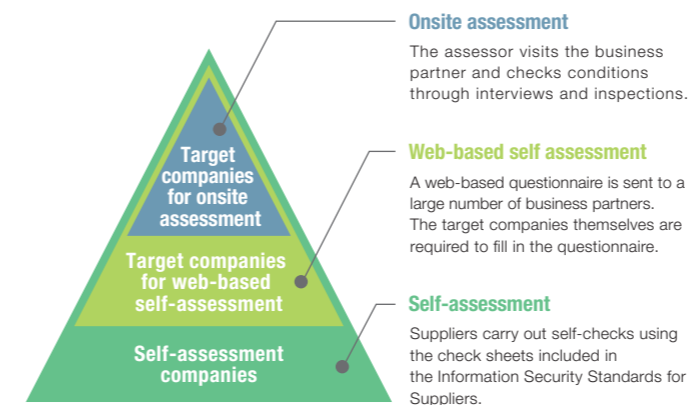 Onsite assessment
The assessor visits the business
partner and checks conditions
through interviews and inspections.
Target
companies
for onsite
assessment
Web-based self assessment
A web-based questionnaire is sent to a
large number of business partners.
The target companies themselves are
required to fill in the questionnaire.
Target companies
for web-based
self-assessment
Self-assessment
Suppliers carry out self-checks using
the check sheets included in
the Information Security Standards for
Suppliers.
Self-assessment
companies